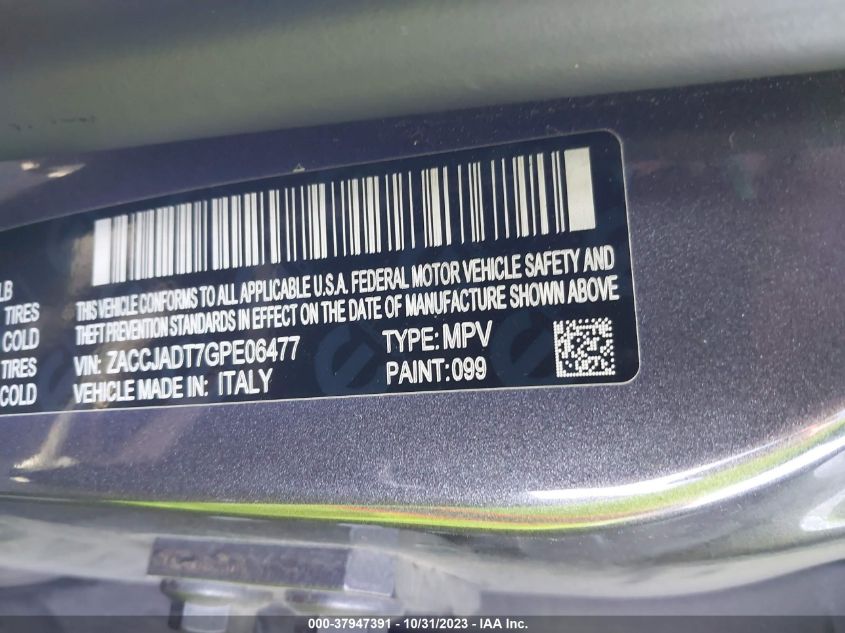 LB
TIRES
COLD
TIRES
COLD
THIS VEHICLE CONFORMS TO ALL APPLICABLE U.S.A. FEDERAL MOTOR VEHICLE SAFETY AND
THEFT PREVENTION STANDARDS IN EFFECT ON THE DATE OF MANUFACTURE SHOWN ABOVE
VIN: ZACCJADT7GPE06477 TYPE: MPV
VEHICLE MADE IN: ITALY PAINT: 099
000-37947391 - 10/31/2023 - IAA Inc.